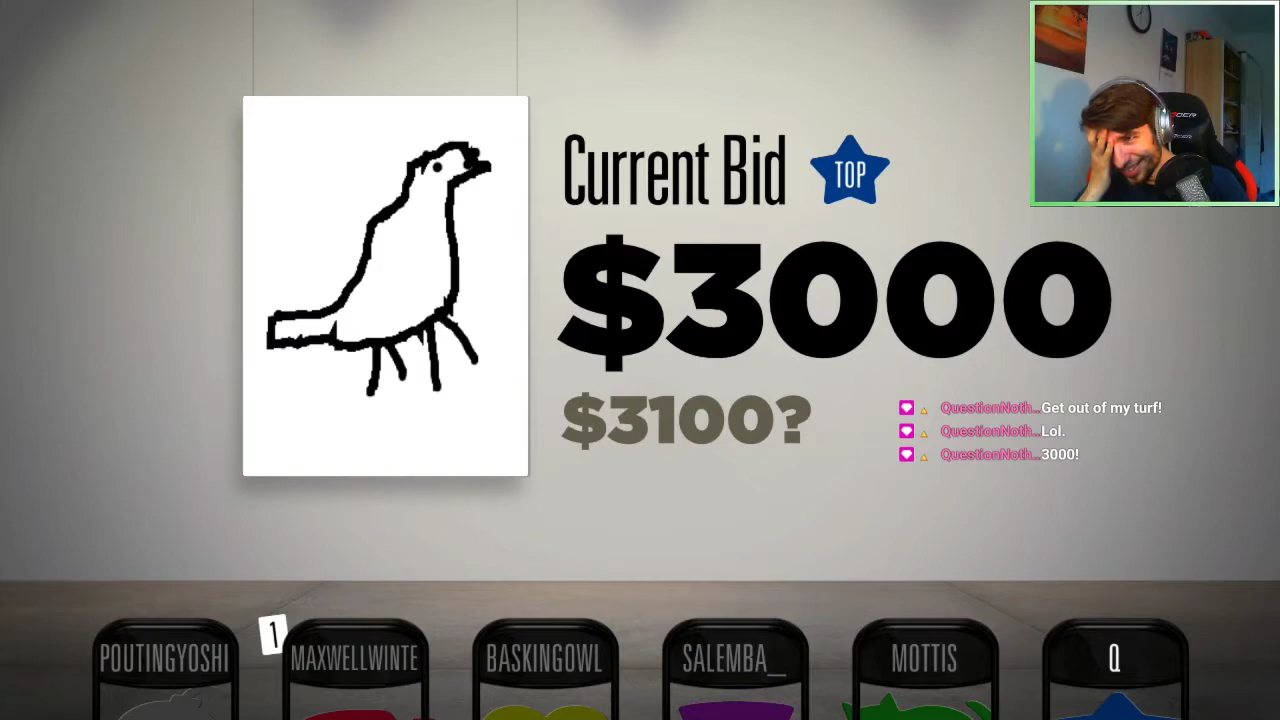 Current Bid TOP
$3000
$3100?
QuestionNoth...Get out of my turf!
QuestionNoth...Lol.
QuestionNoth...3000!
1
POUTINGYOSHI MAXWELLWINTE BASKINGOWL SALEMBA_ MOTTIS Q